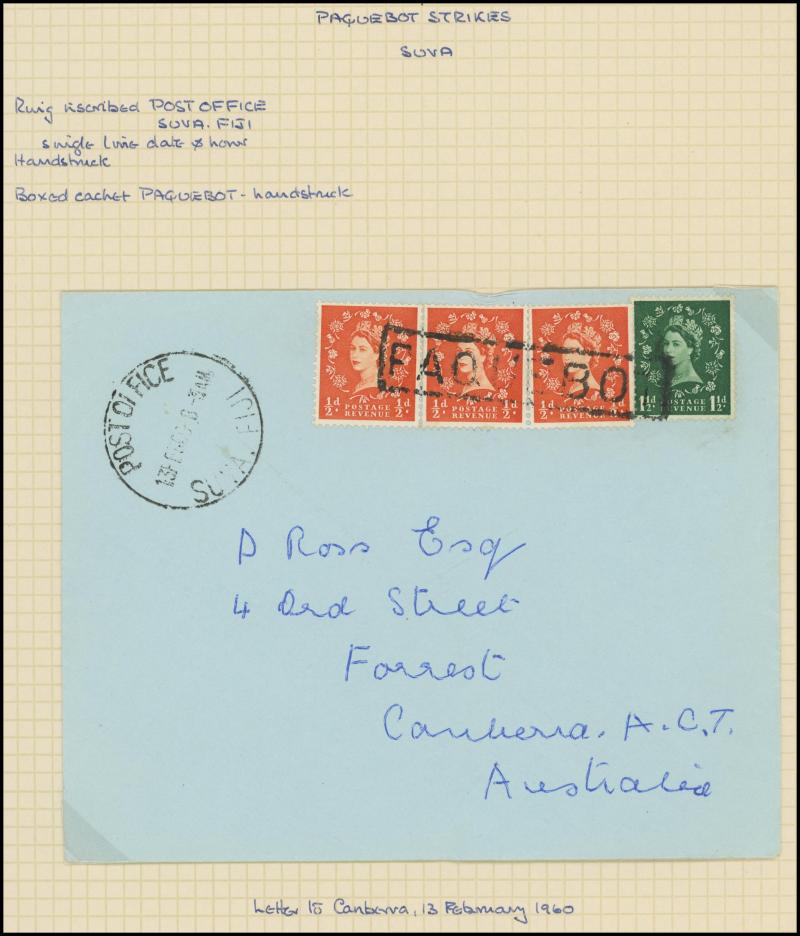 PAQUEBOT STRIKES
SUVA
Ring inscribed POST OFFICE
SUVA. FIJI
single line date & hour
Handstruck
Boxed cachet PAQUEBOT - handstruck
PAQUEBO
½d ½d
POSTAGE
REVENUE
½d ½d
POSTAGE
REVENUE
½d ½d
POSTAGE
REVENUE
1½d 1½d
POSTAGE
REVENUE
POST OFFICE
SUVA, FIJI
D Ross Esq
4 Ord Street
Forrest
Canberra. A.C.T.
Australia
Letter to Canberra, 13 February 1960